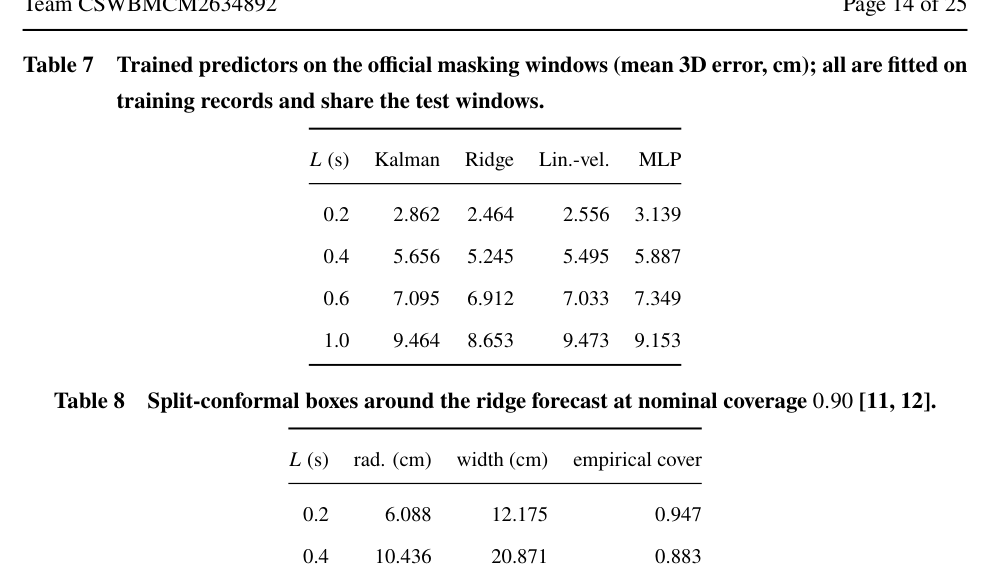 Team CSWBMCM2634892 Page 14 of 25
Table 7 Trained predictors on the official masking windows (mean 3D error, cm); all are fitted on
training records and share the test windows.
L (s) Kalman Ridge Lin.-vel. MLP
0.2 2.862 2.464 2.556 3.139
0.4 5.656 5.245 5.495 5.887
0.6 7.095 6.912 7.033 7.349
1.0 9.464 8.653 9.473 9.153
Table 8 Split-conformal boxes around the ridge forecast at nominal coverage 0.90 [11, 12].
L (s) rad. (cm) width (cm) empirical cover
0.2 6.088 12.175 0.947
0.4 10.436 20.871 0.883